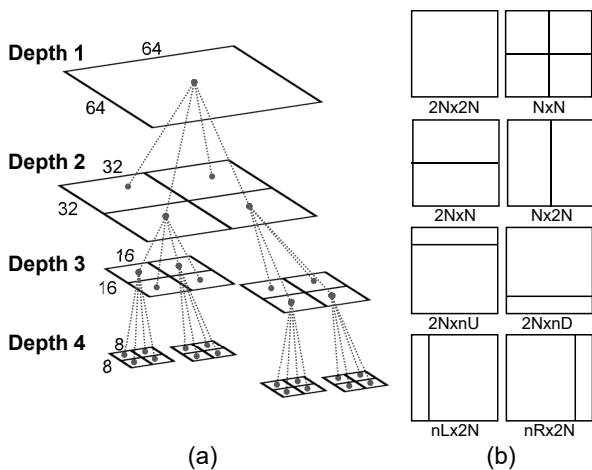 Depth 1
64
64
Depth 2
32
32
Depth 3
16
16
Depth 4
8
8
(a)
2Nx2N
NxN
2NxN
Nx2N
2NxnU
2NxnD
nLx2N
nRx2N
(b)